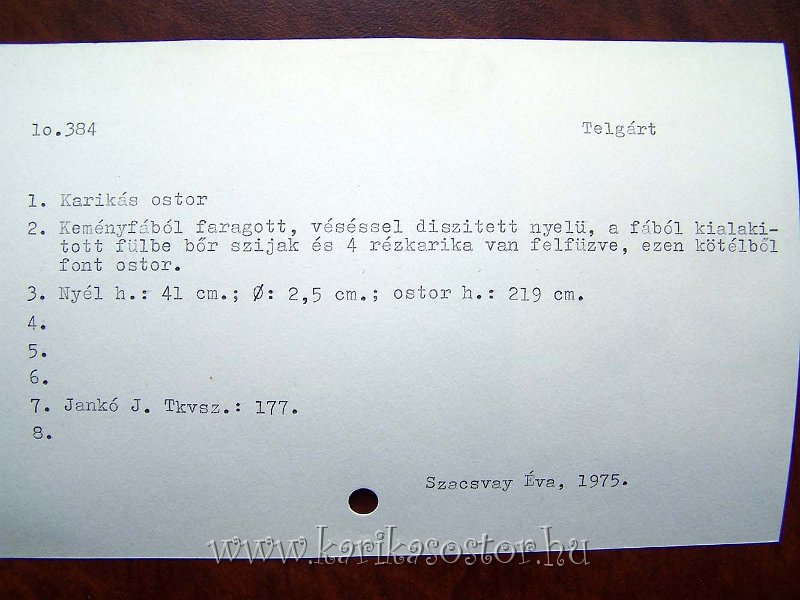 lo.384 Telgárt
1. Karikás ostor
2. Keményfából faragott, véséssel diszitett nyelü, a fából kialaki-
tott fülbe bőr szijak és 4 rézkarika van felfüzve, ezen kötélből
font ostor.
3. Nyél h.: 41 cm.; Ø: 2,5 cm.; ostor h.: 219 cm.
4.
5.
6.
7. Jankó J. Tkvsz.: 177.
8.
Szacsvay Éva, 1975.
www.karikasostor.hu